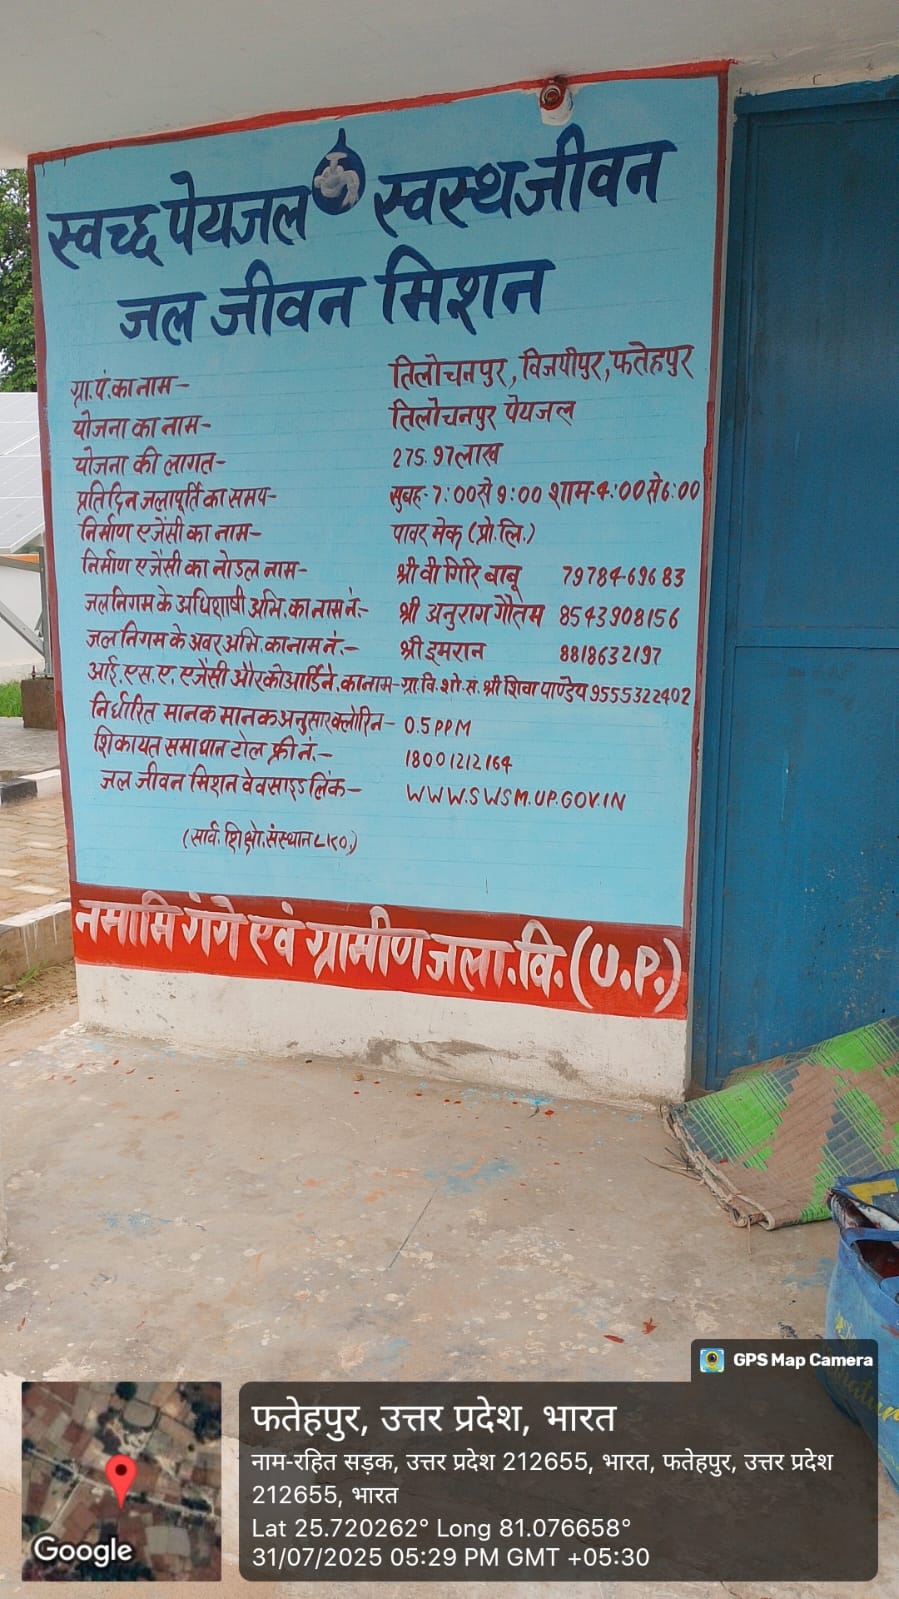 स्वच्छ पेयजल स्वस्थ जीवन
जल जीवन मिशन
ग्रा.पं.का नाम- तिलोचनपुर, विजयीपुर, फतेहपुर
योजना का नाम- तिलोचनपुर पेयजल
योजना की लागत- 275.97लाख
प्रतिदिन जलापूर्ति का समय- सुबह-7:00से 9:00 शाम-4:00से 6:00
निर्माण एजेंसी का नाम- पावर मेक (प्रो.लि.)
निर्माण एजेंसी का नोडल नाम- श्री वी गिरि बाबू 7978469683
जलनिगम के अधिशाषी अभि.का नाम नं.- श्री अनुराग गौतम 8543908156
जल निगम के अवर अभि.का नाम नं.- श्री इमरान 8818632197
आई.एस.ए. एजेंसी और कोआर्डिने.का नाम-ग्रा.वि.शो.सं.श्री शिवा पाण्डेय 9555322402
निर्धारित मानक मानक अनुसार क्लोरिन- 0.5PPM
शिकायत समाधान टोल फ्री नं.- 18001212164
जल जीवन मिशन वेवसाइड लिंक- WWW.SWSM.UP.GOV.IN
(सार्व. शिक्षो.संस्थान LKO.)
नमामि गंगे एवं ग्रामीण जला.वि.(U.P.)
GPS Map Camera
फतेहपुर, उत्तर प्रदेश, भारत
नाम-रहित सड़क, उत्तर प्रदेश 212655, भारत, फतेहपुर, उत्तर प्रदेश
212655, भारत
Lat 25.720262° Long 81.076658°
31/07/2025 05:29 PM GMT +05:30
Google